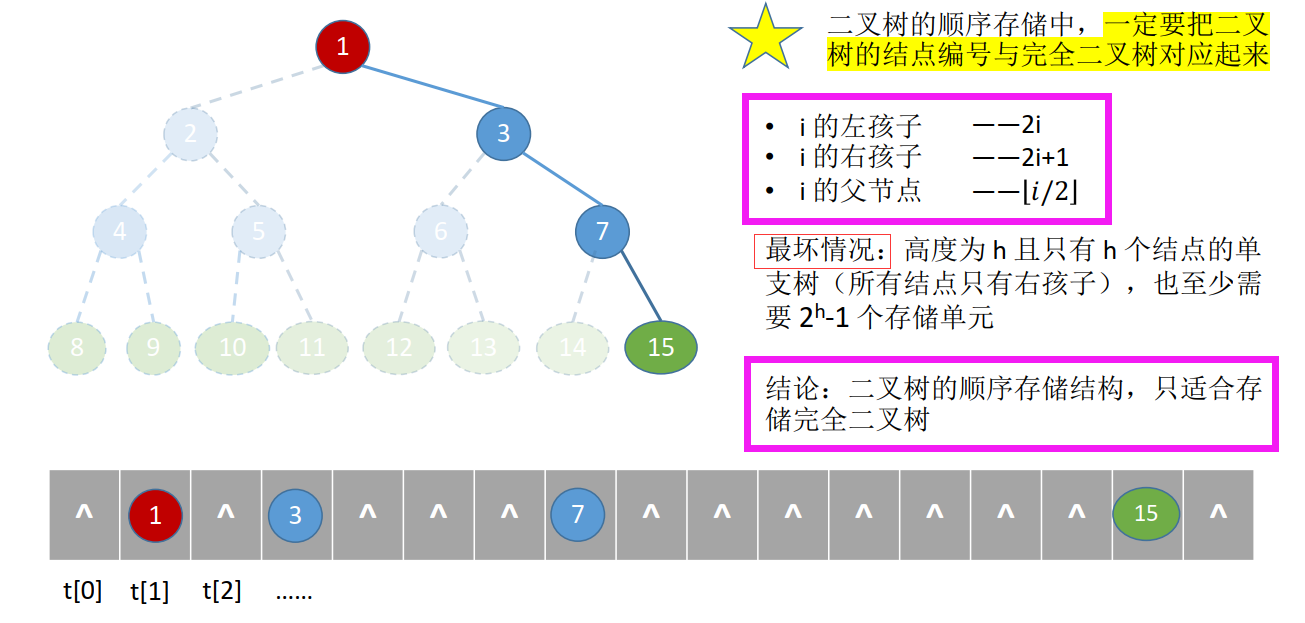 1
二叉树的顺序存储中，一定要把二叉
树的结点编号与完全二叉树对应起来
2
3
• i 的左孩子 ——2i
• i 的右孩子 ——2i+1
• i 的父节点 ——⌊i/2⌋
4
5
6
7
最坏情况：高度为 h 且只有 h 个结点的单
支树（所有结点只有右孩子），也至少需
要 2ʰ-1 个存储单元
8
9
10
11
12
13
14
15
结论：二叉树的顺序存储结构，只适合存
储完全二叉树
^ 1 ^ 3 ^ ^ ^ 7 ^ ^ ^ ^ ^ ^ ^ 15 ^
t[0] t[1] t[2] ……